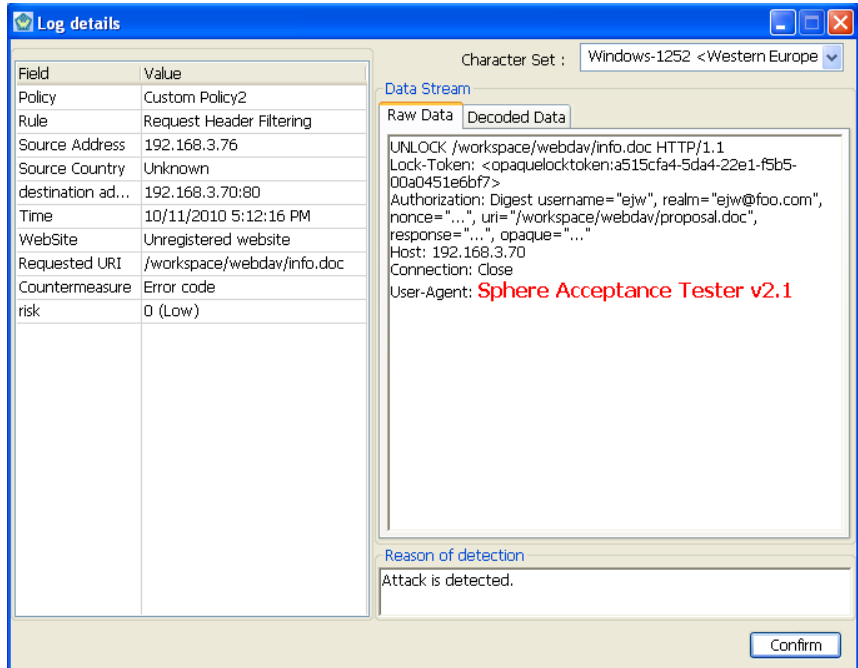 Log details
Character Set :
Windows-1252 <Western Europe
Field Value
Policy Custom Policy2
Rule Request Header Filtering
Source Address 192.168.3.76
Source Country Unknown
destination ad... 192.168.3.70:80
Time 10/11/2010 5:12:16 PM
WebSite Unregistered website
Requested URI /workspace/webdav/info.doc
Countermeasure Error code
risk 0 (Low)
Data Stream
Raw Data Decoded Data
UNLOCK /workspace/webdav/info.doc HTTP/1.1
Lock-Token: <opaquelocktoken:a515cfa4-5da4-22e1-f5b5-
00a0451e6bf7>
Authorization: Digest username="ejw", realm="ejw@foo.com",
nonce="...", uri="/workspace/webdav/proposal.doc",
response="...", opaque="..."
Host: 192.168.3.70
Connection: Close
User-Agent: Sphere Acceptance Tester v2.1
Reason of detection
Attack is detected.
Confirm